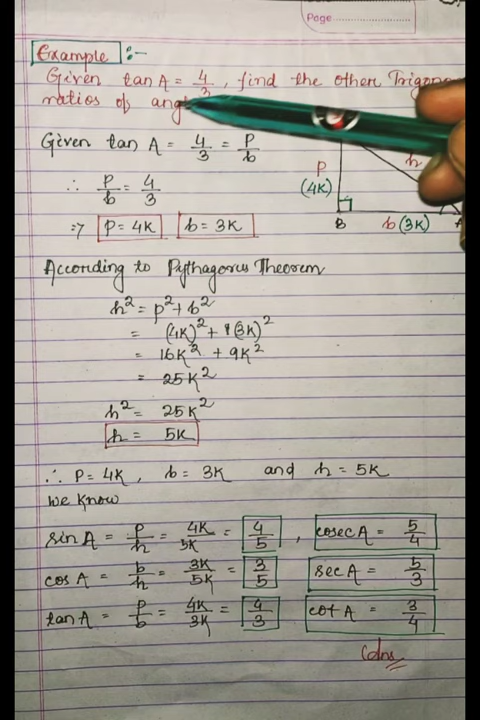 Page
Example :-
Given tan A = 4/3, find the other Trigono
ratios of ang
Given tan A = 4/3 = P/b
∴ P/b = 4/3
=> P = 4K b = 3K
P
(4K)
h
B b (3K) A
According to Pythagorus Theorem
h² = p² + b²
= (4K)² + (3K)²
= 16K² + 9K²
= 25K²
h² = 25K²
h = 5K
∴ P = 4K, b = 3K and h = 5K
we know
sin A = P/h = 4K/5K = 4/5, cosec A = 5/4
cos A = b/h = 3K/5K = 3/5 sec A = 5/3
tan A = P/b = 4K/3K = 4/3 cot A = 3/4